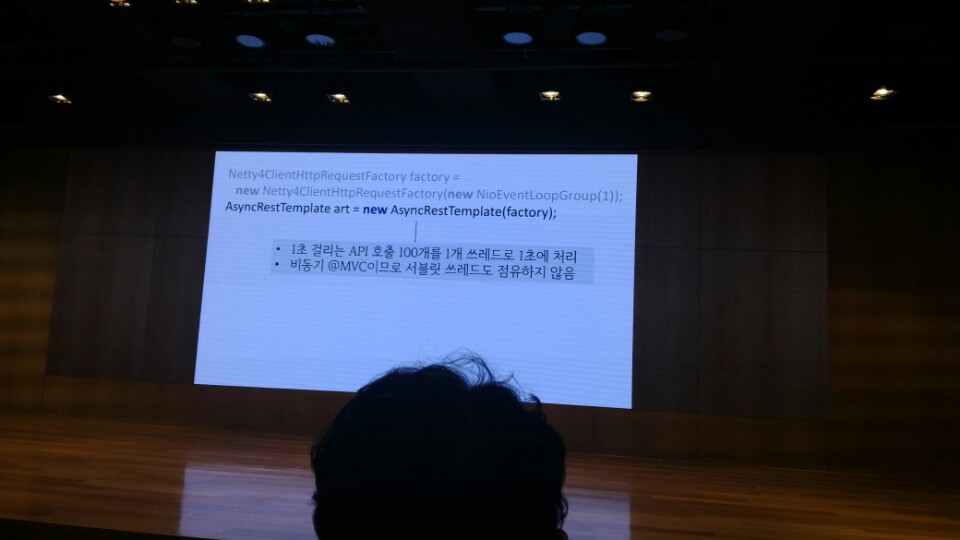 Netty4ClientHttpRequestFactory factory =
new Netty4ClientHttpRequestFactory(new NioEventLoopGroup(1));
AsyncRestTemplate art = new AsyncRestTemplate(factory);
• 1초 걸리는 API 호출 100개를 1개 쓰레드로 1초에 처리
• 비동기 @MVC이므로 서블릿 쓰레드도 점유하지 않음